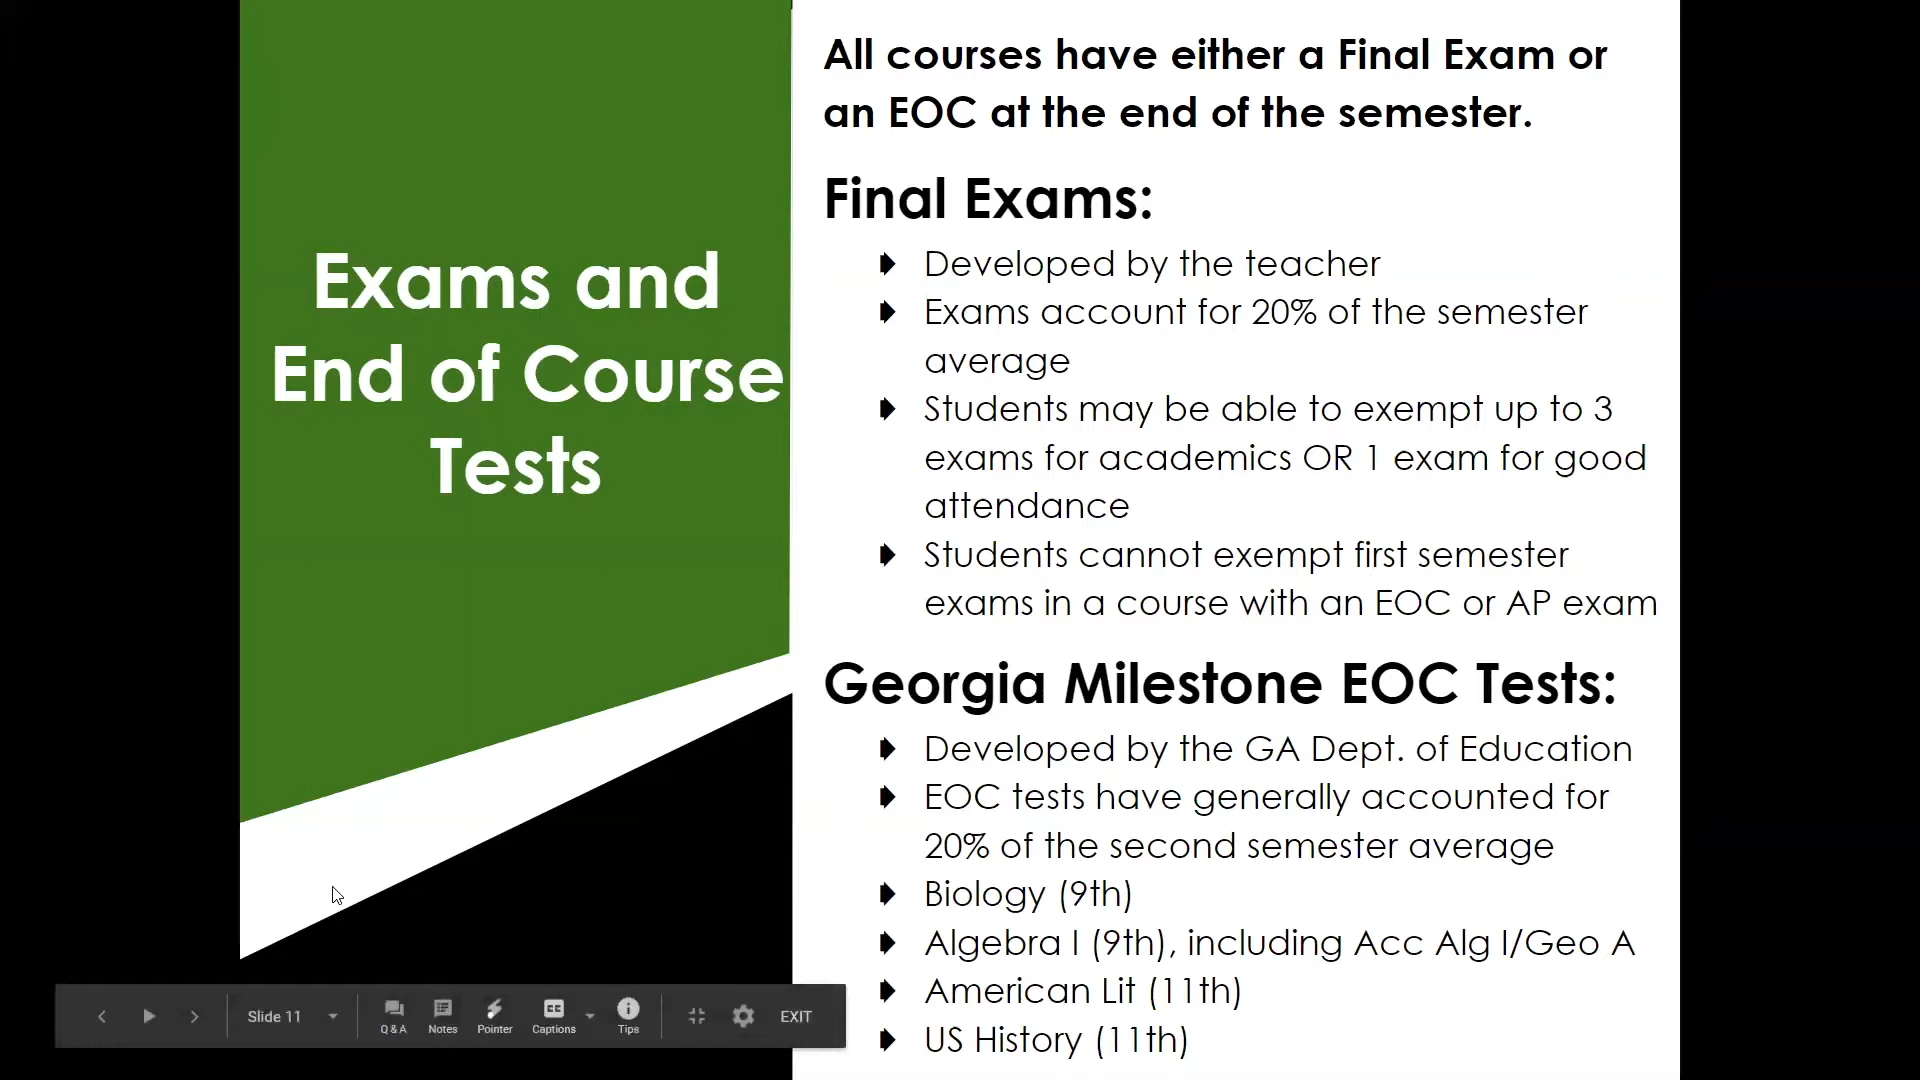 Exams and
End of Course
Tests
All courses have either a Final Exam or
an EOC at the end of the semester.
Final Exams:
Developed by the teacher
Exams account for 20% of the semester
average
Students may be able to exempt up to 3
exams for academics OR 1 exam for good
attendance
Students cannot exempt first semester
exams in a course with an EOC or AP exam
Georgia Milestone EOC Tests:
Developed by the GA Dept. of Education
EOC tests have generally accounted for
20% of the second semester average
Biology (9th)
Algebra I (9th), including Acc Alg I/Geo A
American Lit (11th)
US History (11th)
Slide 11
Q & A
Notes
Pointer
CC
Captions
Tips
EXIT